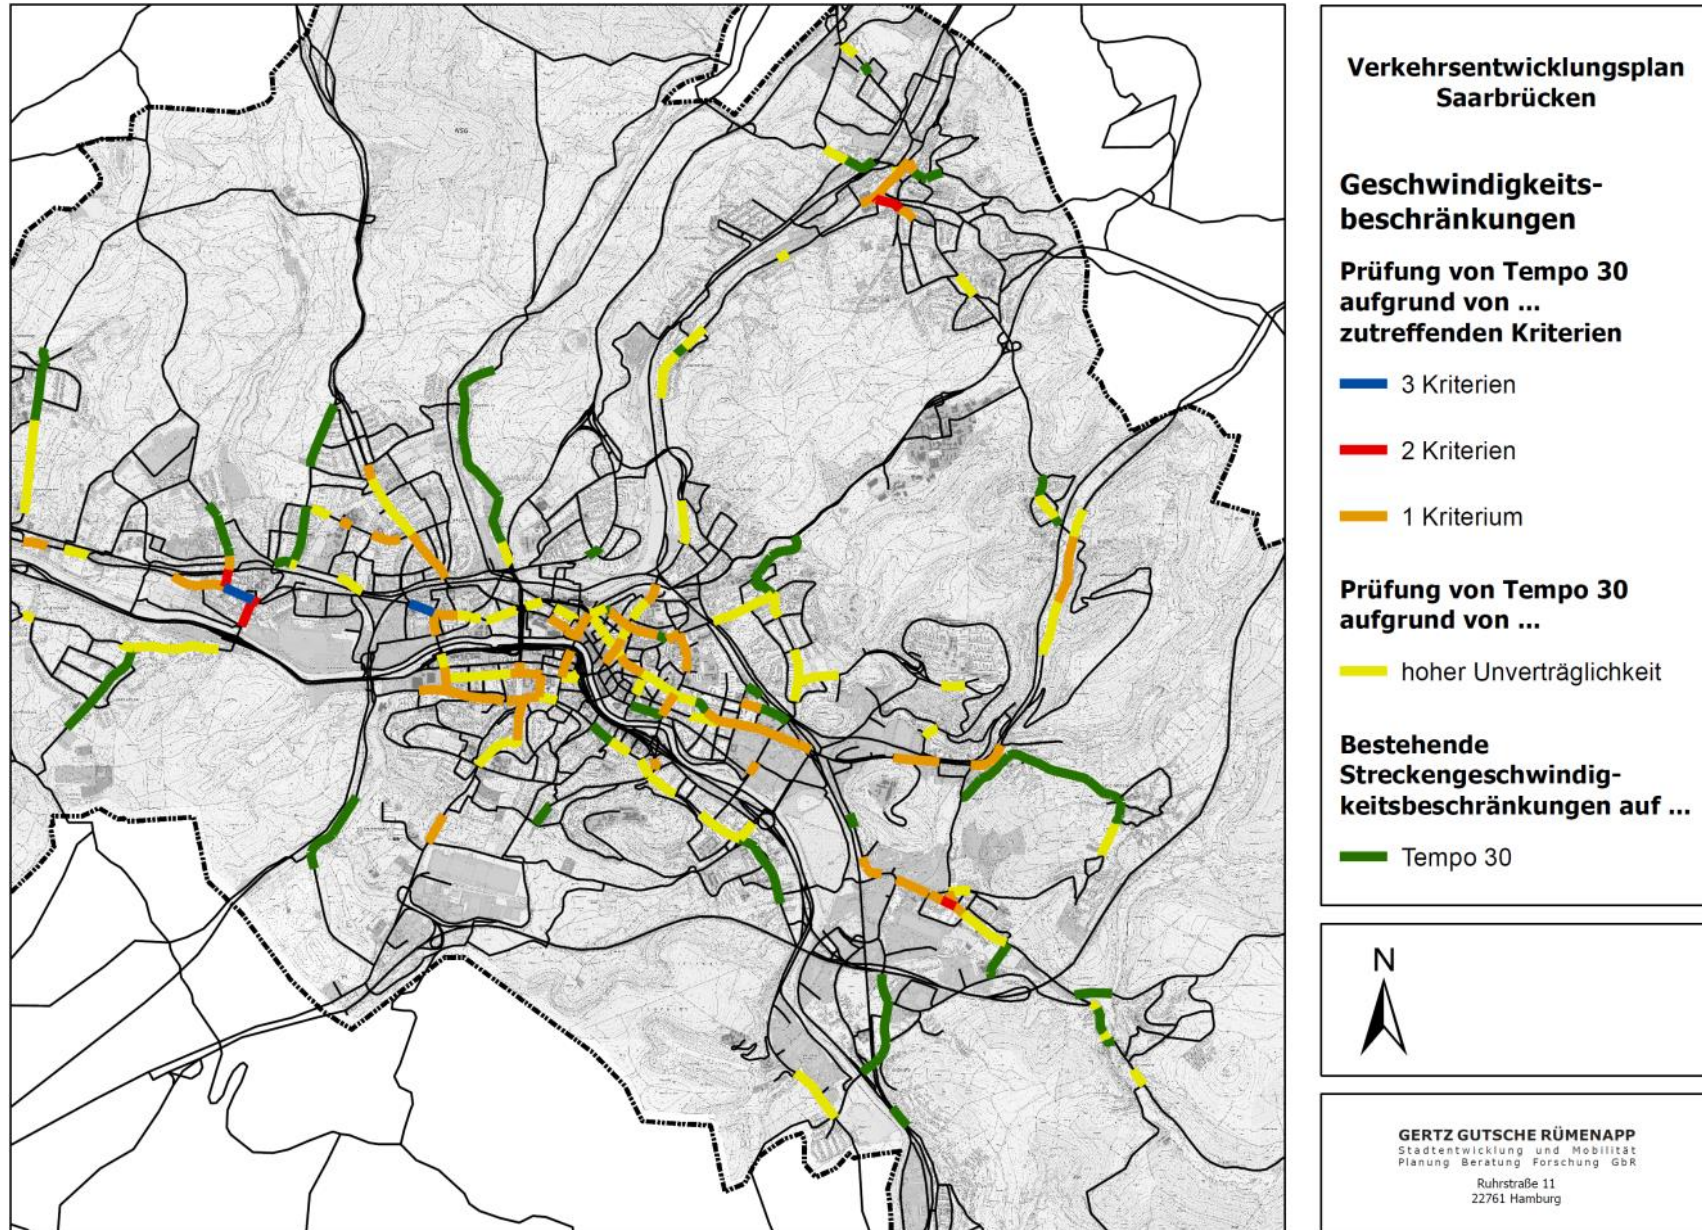 Verkehrsentwicklungsplan
Saarbrücken
Geschwindigkeits-
beschränkungen
Prüfung von Tempo 30
aufgrund von ...
zutreffenden Kriterien
3 Kriterien
2 Kriterien
1 Kriterium
Prüfung von Tempo 30
aufgrund von ...
hoher Unverträglichkeit
Bestehende
Streckengeschwindig-
keitsbeschränkungen auf ...
Tempo 30
N
GERTZ GUTSCHE RÜMENAPP
Stadtentwicklung und Mobilität
Planung Beratung Forschung GbR
Ruhrstraße 11
22761 Hamburg